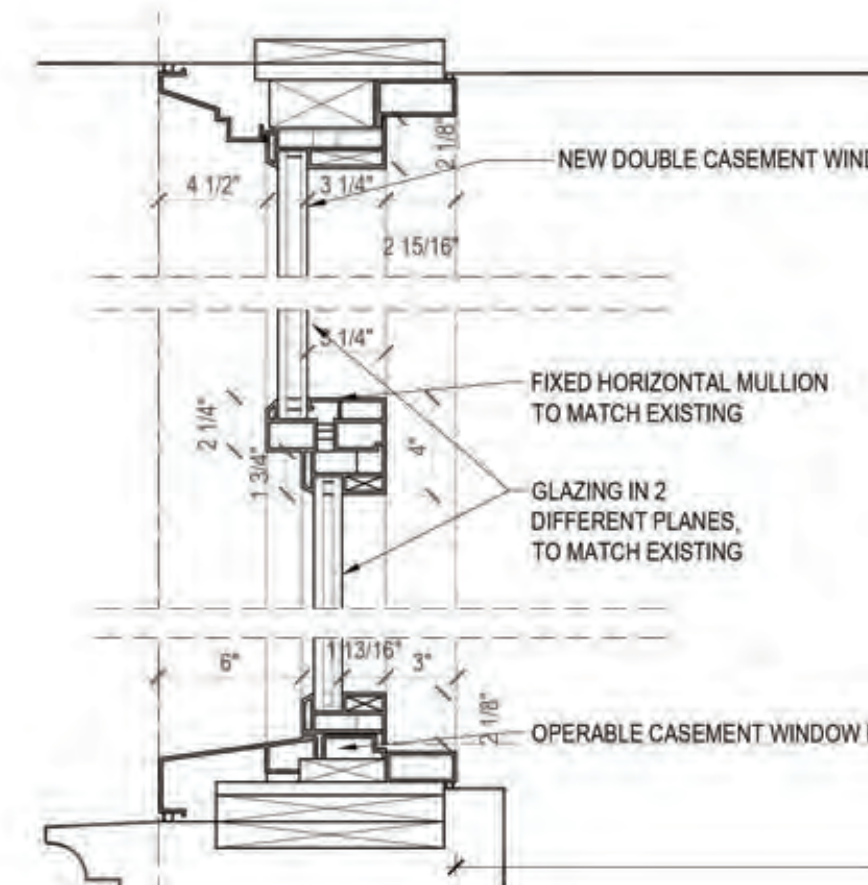 2 1/8"
NEW DOUBLE CASEMENT WIND
4 1/2"
3 1/4"
2 15/16"
3 1/4"
FIXED HORIZONTAL MULLION
TO MATCH EXISTING
2 1/4"
4"
1 3/4"
GLAZING IN 2
DIFFERENT PLANES,
TO MATCH EXISTING
6"
1 13/16"
3"
2 1/8"
OPERABLE CASEMENT WINDOW